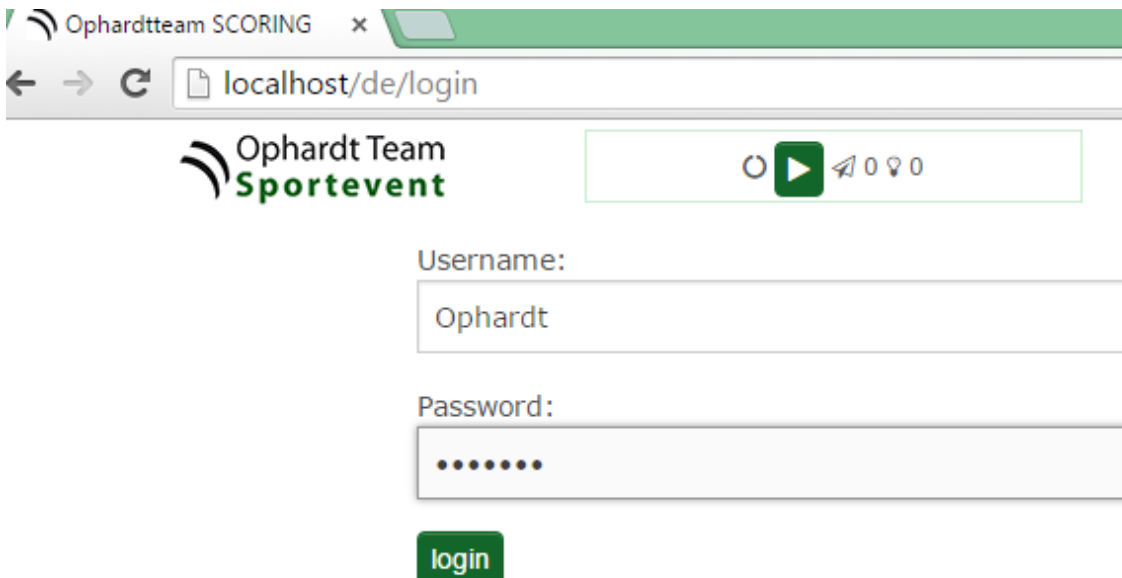 Ophardtteam SCORING
localhost/de/login
Ophardt Team
Sportevent
0 0
Username:
Ophardt
Password:
•••••••
login